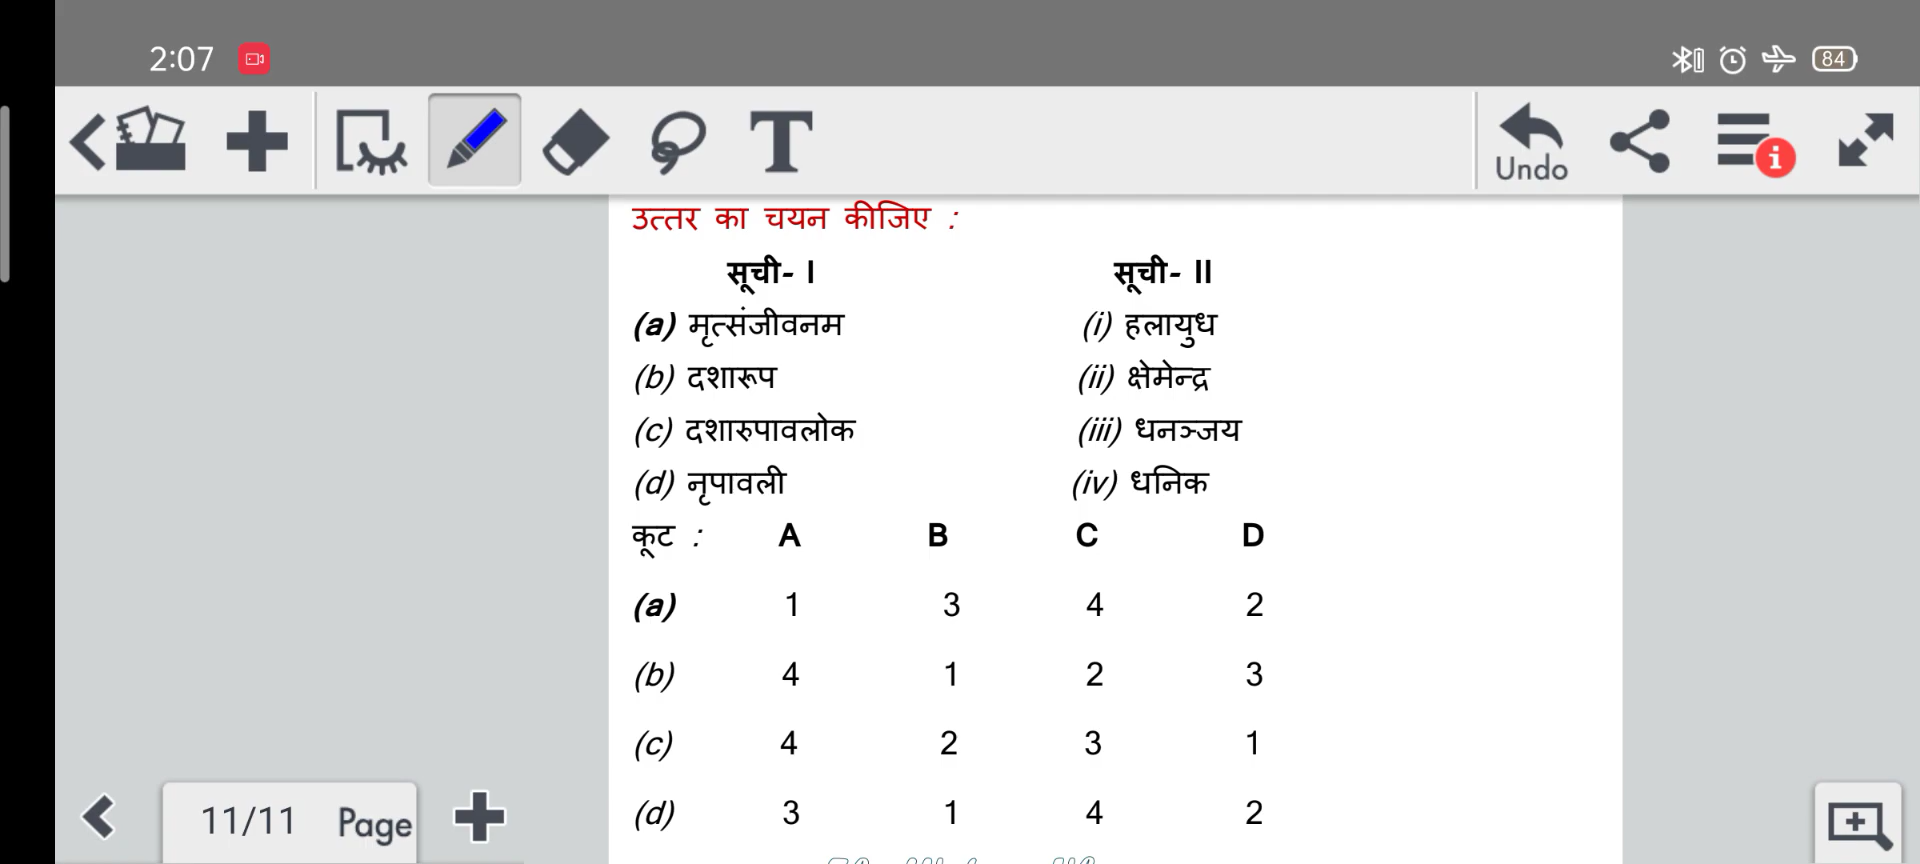 2:07 84
Undo
उत्तर का चयन कीजिए :
सूची- I सूची- II
(a) मृत्संजीवनम (i) हलायुध
(b) दशारूप (ii) क्षेमेन्द्र
(c) दशारुपावलोक (iii) धनञ्जय
(d) नृपावली (iv) धनिक
कूट : A B C D
(a) 1 3 4 2
(b) 4 1 2 3
(c) 4 2 3 1
(d) 3 1 4 2
11/11 Page